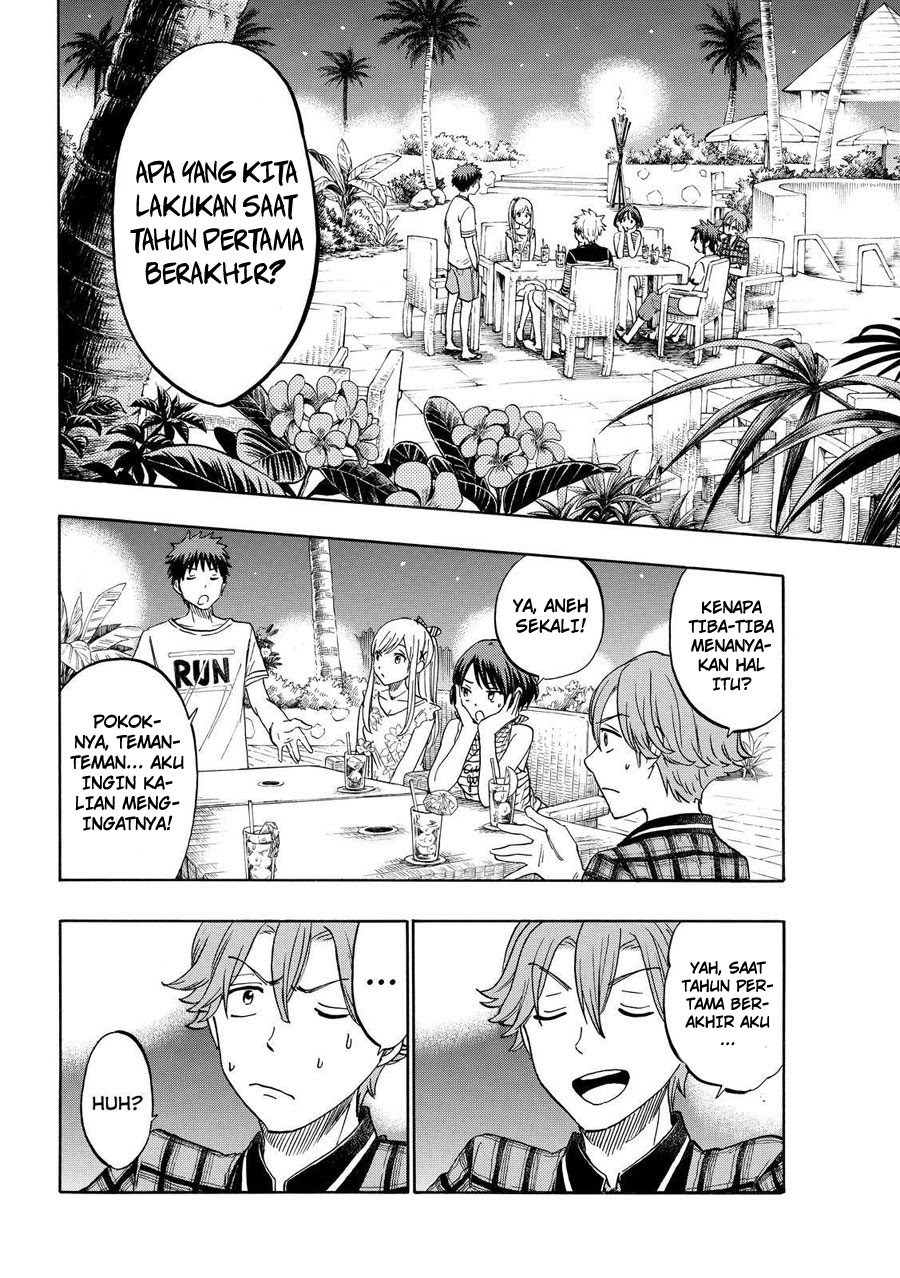 APA YANG KITA
LAKUKAN SAAT
TAHUN PERTAMA
BERAKHIR?
KENAPA
TIBA-TIBA
MENANYA-
KAN HAL
ITU?
YA, ANEH
SEKALI!
RUN
POKOK-
NYA, TEMAN-
TEMAN... AKU
INGIN KA-
LIAN MENG-
INGATNYA!
YAH, SAAT
TAHUN PER-
TAMA BER-
AKHIR AKU
...
...
HUH?